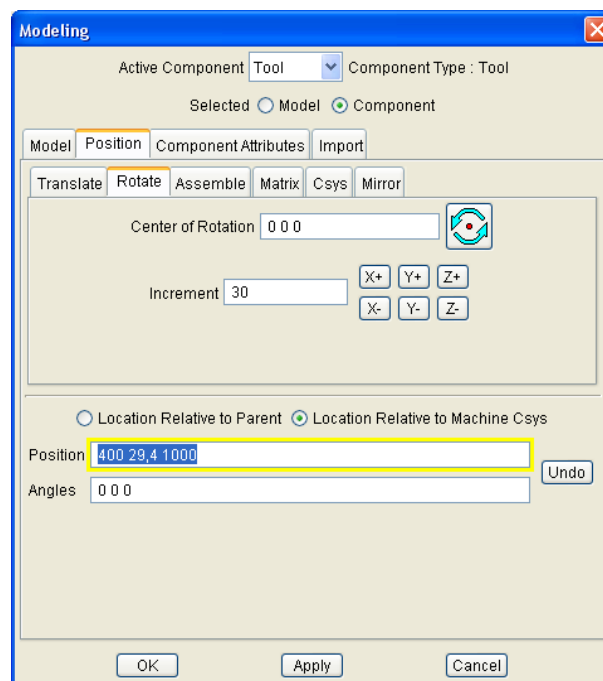 Modeling
Active Component Tool Component Type : Tool
Selected Model Component
Model Position Component Attributes Import
Translate Rotate Assemble Matrix Csys Mirror
Center of Rotation 0 0 0
X+ Y+ Z+
Increment 30
X- Y- Z-
Location Relative to Parent Location Relative to Machine Csys
Position 400 29,4 1000
Undo
Angles 0 0 0
OK Apply Cancel